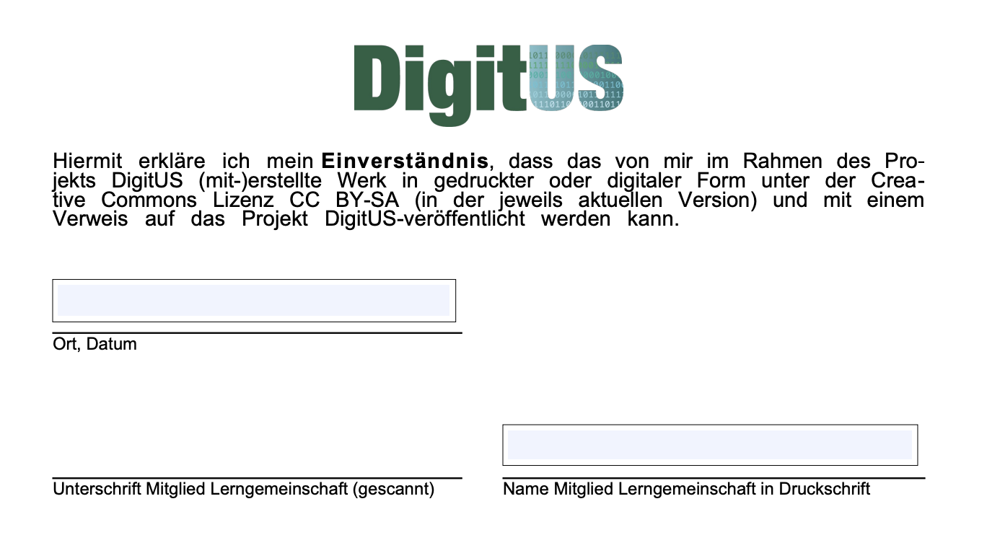 DigitUS
Hiermit erkläre ich mein Einverständnis, dass das von mir im Rahmen des Pro-
jekts DigitUS (mit-)erstellte Werk in gedruckter oder digitaler Form unter der Crea-
tive Commons Lizenz CC BY-SA (in der jeweils aktuellen Version) und mit einem
Verweis auf das Projekt DigitUS-veröffentlicht werden kann.
Ort, Datum
Unterschrift Mitglied Lerngemeinschaft (gescannt)
Name Mitglied Lerngemeinschaft in Druckschrift